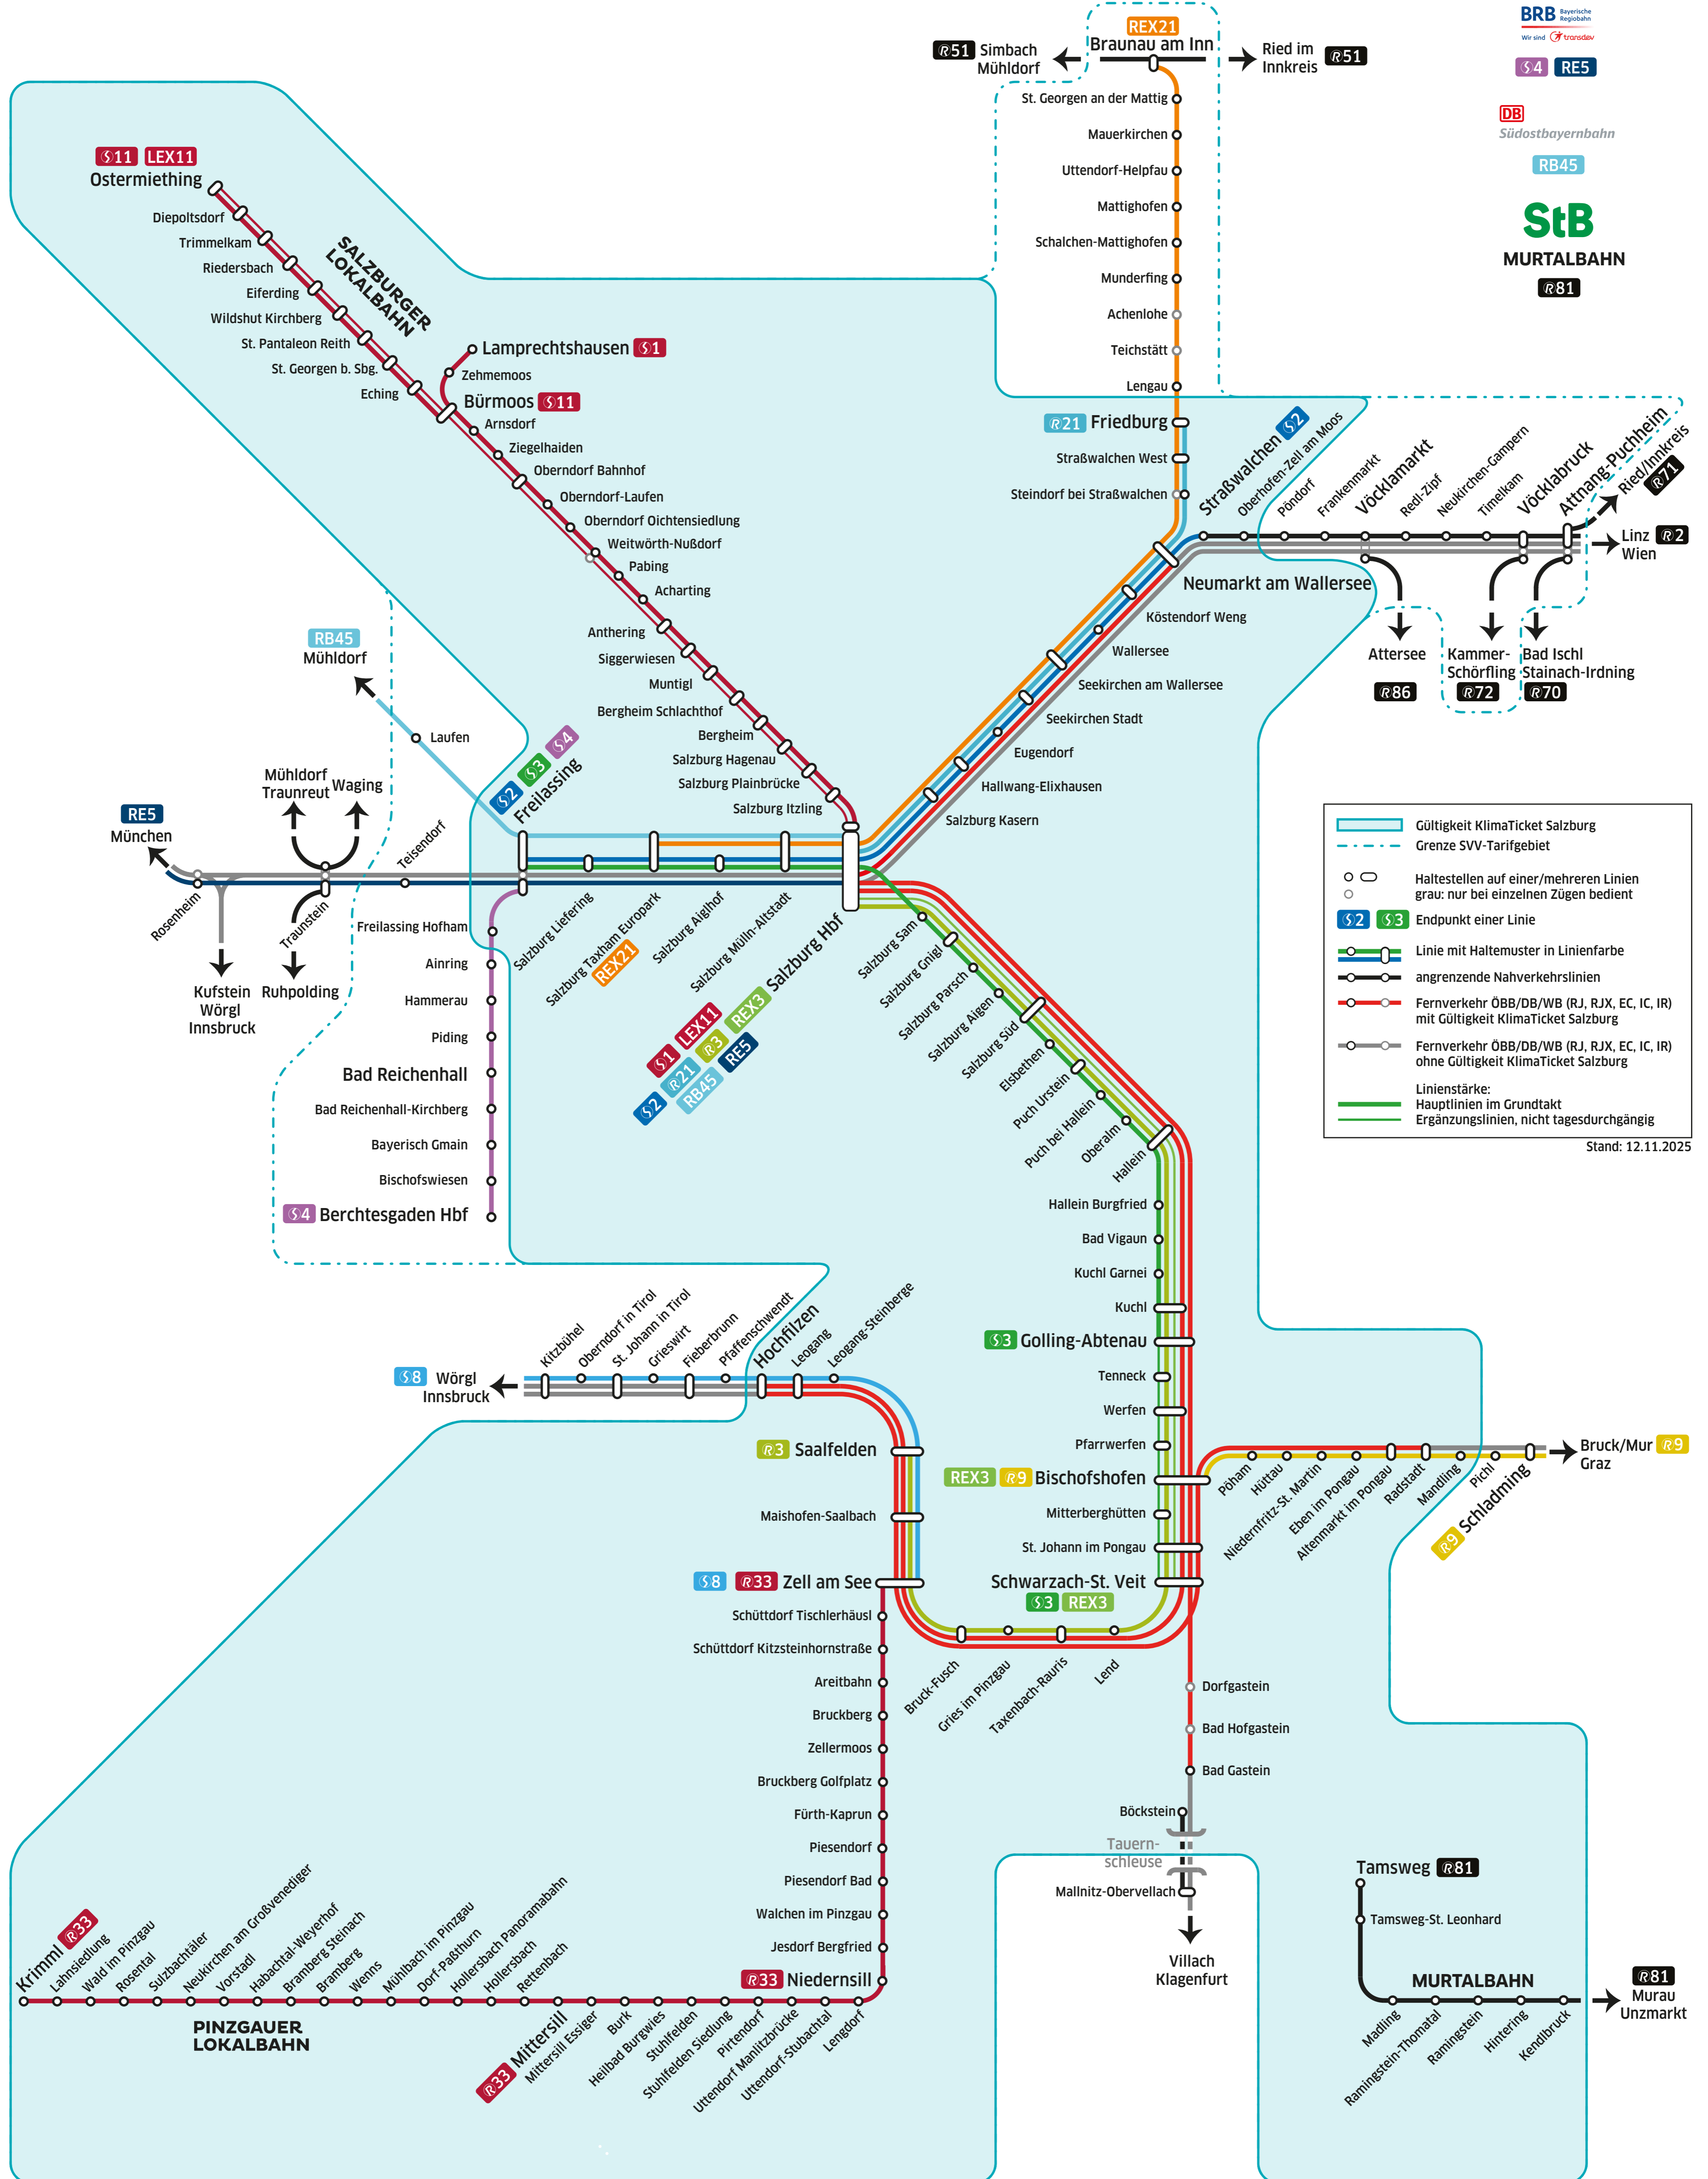 BRB Bayerische
Regiobahn
Wir sind transdev
S4 RE5
DB
Südostbayernbahn
RB45
StB
MURTALBAHN
R81
REX21
Braunau am Inn
R51 Simbach
Mühldorf
Ried im
Innkreis
R51
St. Georgen an der Mattig
Mauerkirchen
Uttendorf-Helpfau
Mattighofen
Schalchen-Mattighofen
Munderfing
Achenlohe
Teichstätt
Lengau
R21 Friedburg
Straßwalchen West
Steindorf bei Straßwalchen
S11 LEX11
Ostermiething
Diepoltsdorf
Trimmelkam
Riedersbach
Eiferding
Wildshut Kirchberg
St. Pantaleon Reith
St. Georgen b. Sbg.
Eching
SALZBURGER
LOKALBAHN
Lamprechtshausen S1
Zehmemoos
Bürmoos S11
Arnsdorf
Ziegelhaiden
Oberndorf Bahnhof
Oberndorf-Laufen
Oberndorf Oichtensiedlung
Weitwörth-Nußdorf
Pabing
Acharting
Anthering
Siggerwiesen
Muntigl
Bergheim Schlachthof
Bergheim
Salzburg Hagenau
Salzburg Plainbrücke
Salzburg Itzling
Straßwalchen S2
Oberhofen-Zell am Moos
Pöndorf
Frankenmarkt
Vöcklamarkt
Redl-Zipf
Neukirchen-Gampern
Timelkam
Vöcklabruck
Attnang-Puchheim
Ried/Innkreis
R71
Linz R2
Wien
Attersee
R86
Kammer-
Schörfling
R72
Bad Ischl
Stainach-Irdning
R70
Neumarkt am Wallersee
Köstendorf Weng
Wallersee
Seekirchen am Wallersee
Seekirchen Stadt
Eugendorf
Hallwang-Elixhausen
Salzburg Kasern
RB45
Mühldorf
Laufen
Mühldorf
Traunreut
Waging
RE5
München
Teisendorf
Rosenheim
Traunstein
Kufstein
Wörgl
Innsbruck
Ruhpolding
S2 S3 S4
Freilassing
Salzburg Liefering
Salzburg Taxham Europark
REX21
Salzburg Aiglhof
Salzburg Mülln-Altstadt
Salzburg Hbf
S1 LEX11
S2 R21 R3 REX3
RB45 RE5
Freilassing Hofham
Ainring
Hammerau
Piding
Bad Reichenhall
Bad Reichenhall-Kirchberg
Bayerisch Gmain
Bischofswiesen
S4 Berchtesgaden Hbf
Salzburg Sam
Salzburg Gnigl
Salzburg Parsch
Salzburg Aigen
Salzburg Süd
Elsbethen
Puch Urstein
Puch bei Hallein
Oberalm
Hallein
Hallein Burgfried
Bad Vigaun
Kuchl Garnei
Kuchl
S3 Golling-Abtenau
Tenneck
Werfen
Pfarrwerfen
REX3 R9 Bischofshofen
Mitterberghütten
St. Johann im Pongau
Schwarzach-St. Veit
S3 REX3
Gültigkeit KlimaTicket Salzburg
Grenze SVV-Tarifgebiet
Haltestellen auf einer/mehreren Linien
grau: nur bei einzelnen Zügen bedient
S2 S3 Endpunkt einer Linie
Linie mit Haltemuster in Linienfarbe
angrenzende Nahverkehrslinien
Fernverkehr ÖBB/DB/WB (RJ, RJX, EC, IC, IR)
mit Gültigkeit KlimaTicket Salzburg
Fernverkehr ÖBB/DB/WB (RJ, RJX, EC, IC, IR)
ohne Gültigkeit KlimaTicket Salzburg
Linienstärke:
Hauptlinien im Grundtakt
Ergänzungslinien, nicht tagesdurchgängig
Stand: 12.11.2025
S8 Wörgl
Innsbruck
Kitzbühel
Oberndorf in Tirol
St. Johann in Tirol
Grieswirt
Fieberbrunn
Pfaffenschwendt
Hochfilzen
Leogang
Leogang-Steinberge
R3 Saalfelden
Maishofen-Saalbach
S8 R33 Zell am See
Pöham
Hüttau
Niedernfritz-St. Martin
Eben im Pongau
Altenmarkt im Pongau
Radstadt
Mandling
Pichl
R9 Schladming
Bruck/Mur R9
Graz
Bruck-Fusch
Gries im Pinzgau
Taxenbach-Rauris
Lend
Dorfgastein
Bad Hofgastein
Bad Gastein
Böckstein
Tauern-
schleuse
Mallnitz-Obervellach
Villach
Klagenfurt
Schüttdorf Tischlerhäusl
Schüttdorf Kitzsteinhornstraße
Areitbahn
Bruckberg
Zellermoos
Bruckberg Golfplatz
Fürth-Kaprun
Piesendorf
Piesendorf Bad
Walchen im Pinzgau
Jesdorf Bergfried
R33 Niedernsill
Krimml R33
Lahnsiedlung
Wald im Pinzgau
Rosental
Sulzbachtäler
Neukirchen am Großvenediger
Vorstadl
Habachtal-Weyerhof
Bramberg Steinach
Bramberg
Wenns
Mühlbach im Pinzgau
Dorf-Paßthurn
Hollersbach Panoramabahn
Hollersbach
Rettenbach
R33 Mittersill
Mittersill Essiger
Burk
Heilbad Burgwies
Stuhlfelden
Stuhlfelden Siedlung
Pirtendorf
Uttendorf Manlitzbrücke
Uttendorf-Stubachtal
Lengdorf
PINZGAUER
LOKALBAHN
Tamsweg R81
Tamsweg-St. Leonhard
MURTALBAHN
Madling
Ramingstein-Thomatal
Ramingstein
Hintering
Kendlbruck
R81
Murau
Unzmarkt